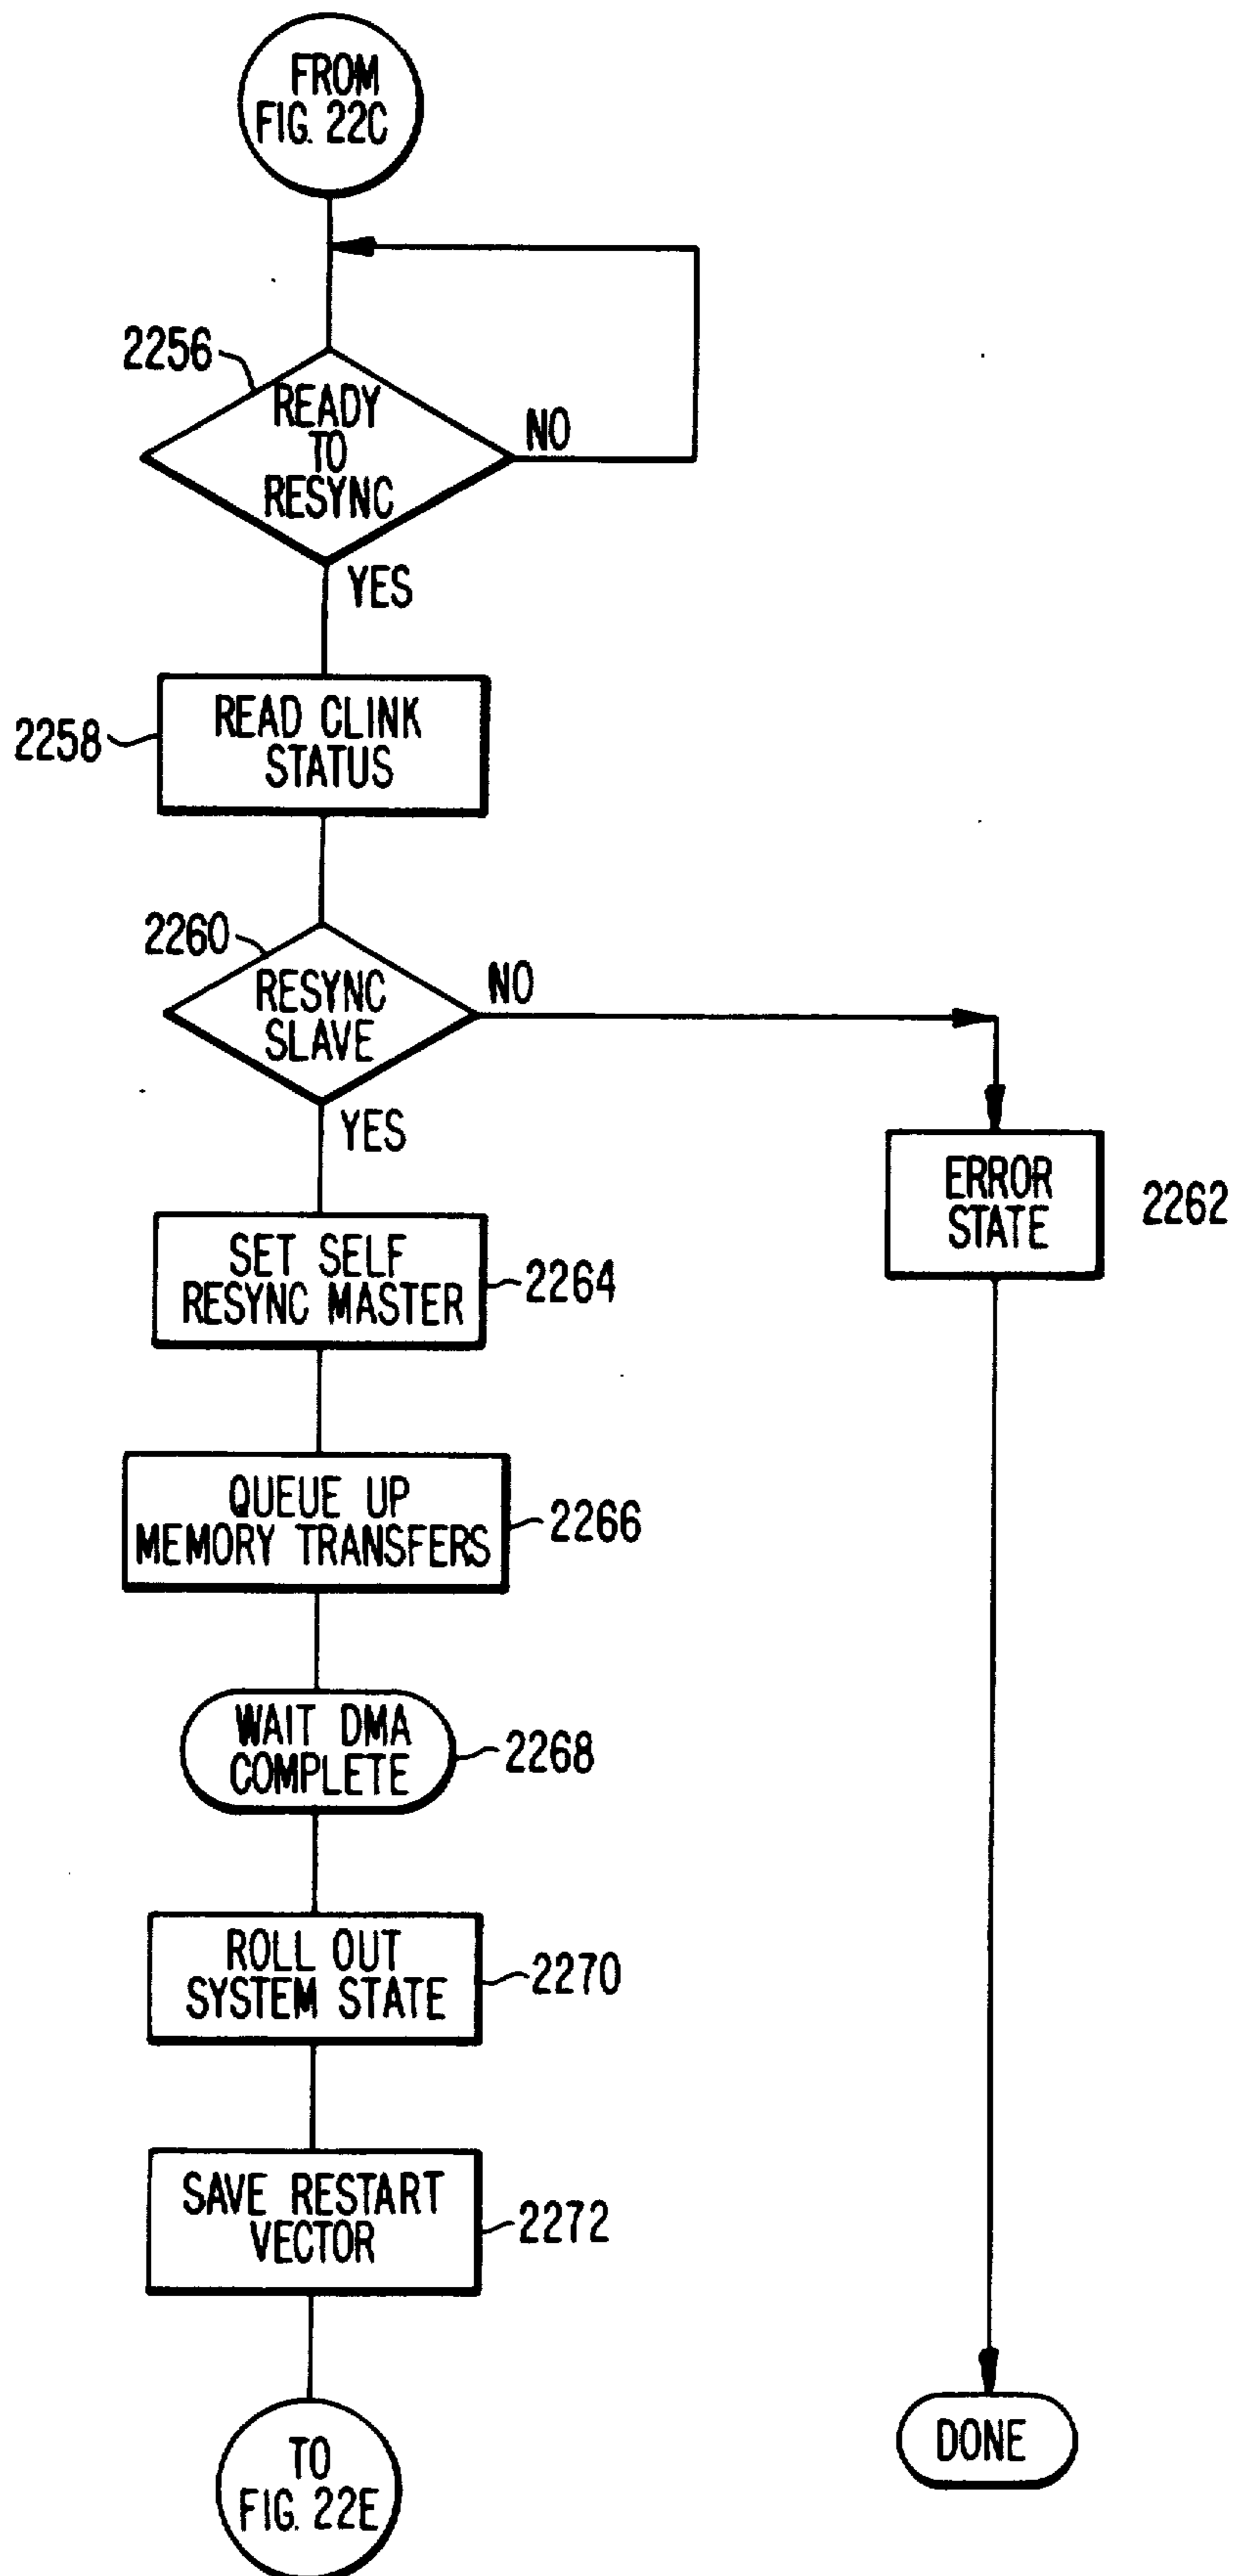 FROM
FIG. 22C
2256
READY
TO
RESYNC
NO
YES
2258
READ CLINK
STATUS
2260
RESYNC
SLAVE
NO
YES
ERROR
STATE
2262
SET SELF
RESYNC MASTER
2264
QUEUE UP
MEMORY TRANSFERS
2266
WAIT DMA
COMPLETE
2268
ROLL OUT
SYSTEM STATE
2270
SAVE RESTART
VECTOR
2272
DONE
TO
FIG. 22E